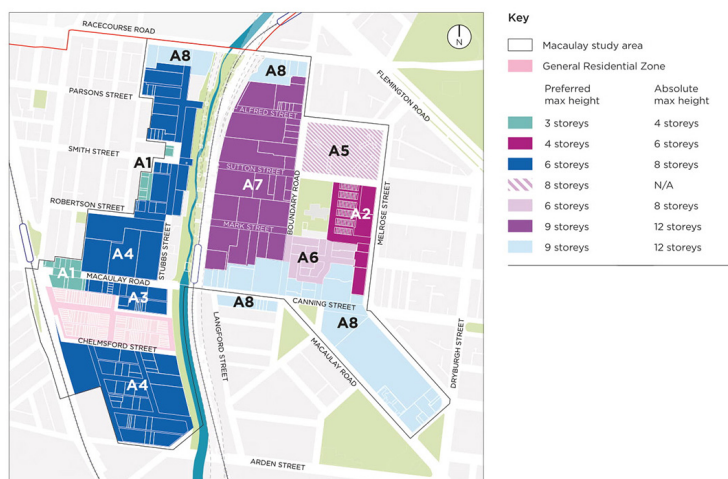 RACECOURSE ROAD
A8
A8
N
FLEMINGTON ROAD
PARSONS STREET
ALFRED STREET
SMITH STREET
A1
A5
SUTTON STREET
A7
BOUNDARY ROAD
MELROSE STREET
ROBERTSON STREET
A2
MARK STREET
STUBBS STREET
A4
A6
A1
MACAULAY ROAD
A3
A8
CANNING STREET
A8
LANGFORD STREET
CHELMSFORD STREET
MACAULAY ROAD
DRYBURGH STREET
A4
ARDEN STREET
Key
Macaulay study area
General Residential Zone
Preferred max height Absolute max height
3 storeys 4 storeys
4 storeys 6 storeys
6 storeys 8 storeys
8 storeys N/A
6 storeys 8 storeys
9 storeys 12 storeys
9 storeys 12 storeys